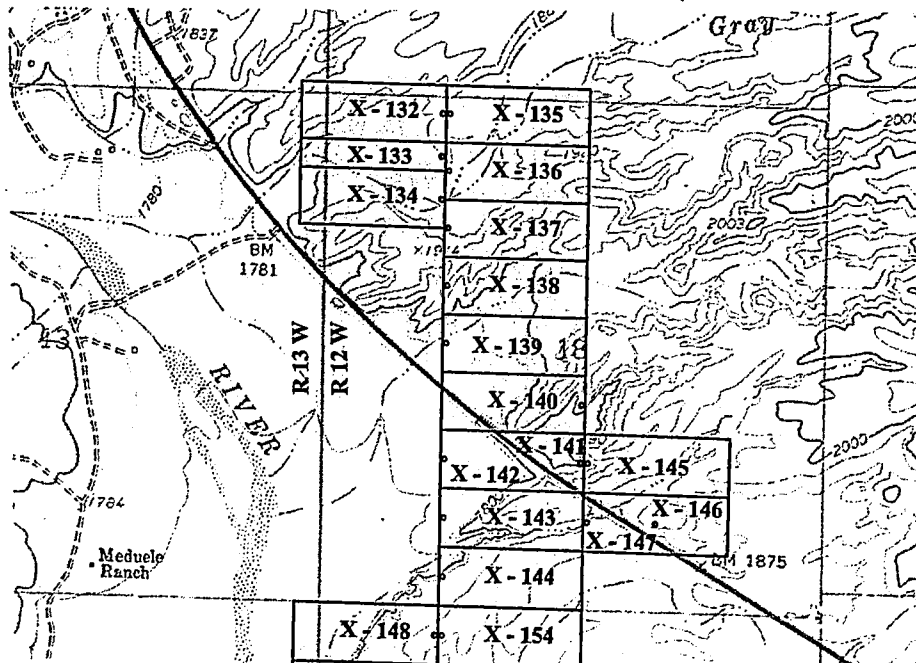 Gray
1837
X - 132
X - 135
2000
X - 133
X - 136
X - 134
1780
X - 137
2003
BM
1781
X - 138
X - 139
18
R 13 W
R 12 W
RIVER
X - 140
X - 141
X - 142
X - 145
2000
X - 143
X - 146
X - 147
1784
Meduele
Ranch
BM 1875
X - 144
X - 148
X - 154